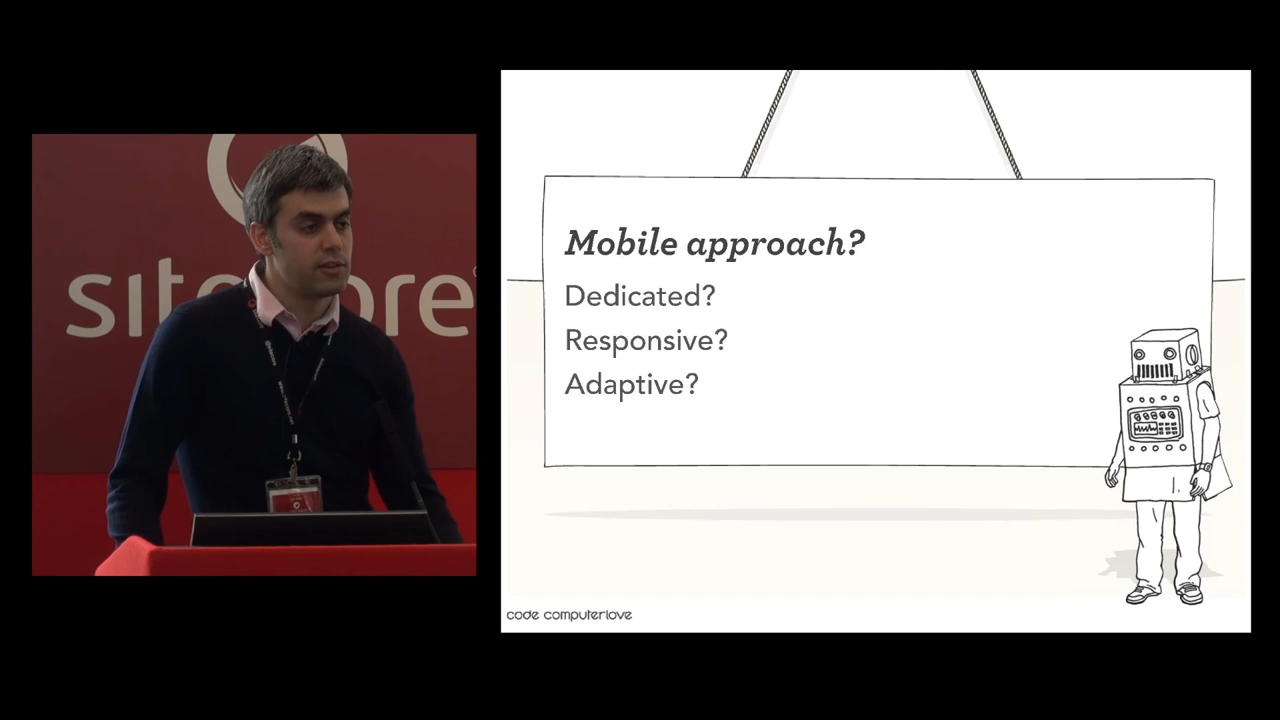 sitecore
Mobile approach?
Dedicated?
Responsive?
Adaptive?
code computerlove